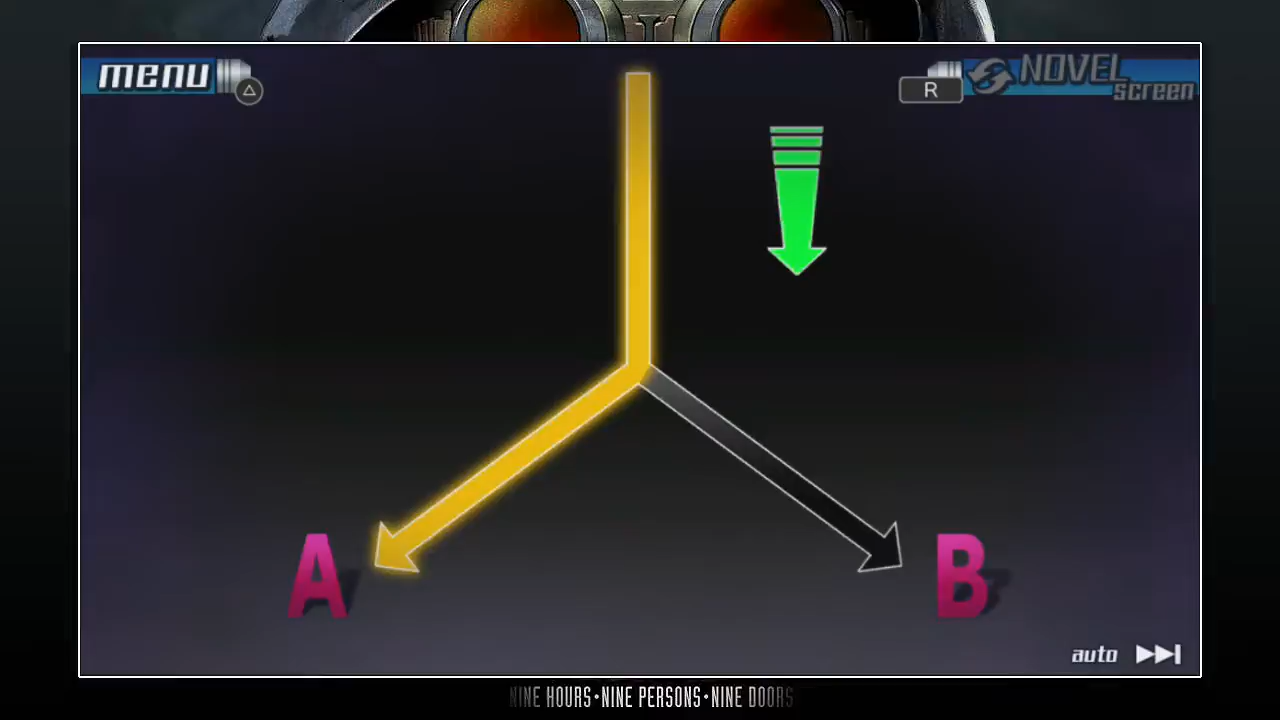 menu
R
NOVEL
screen
A
B
auto
NINE HOURS•NINE PERSONS•NINE DOORS